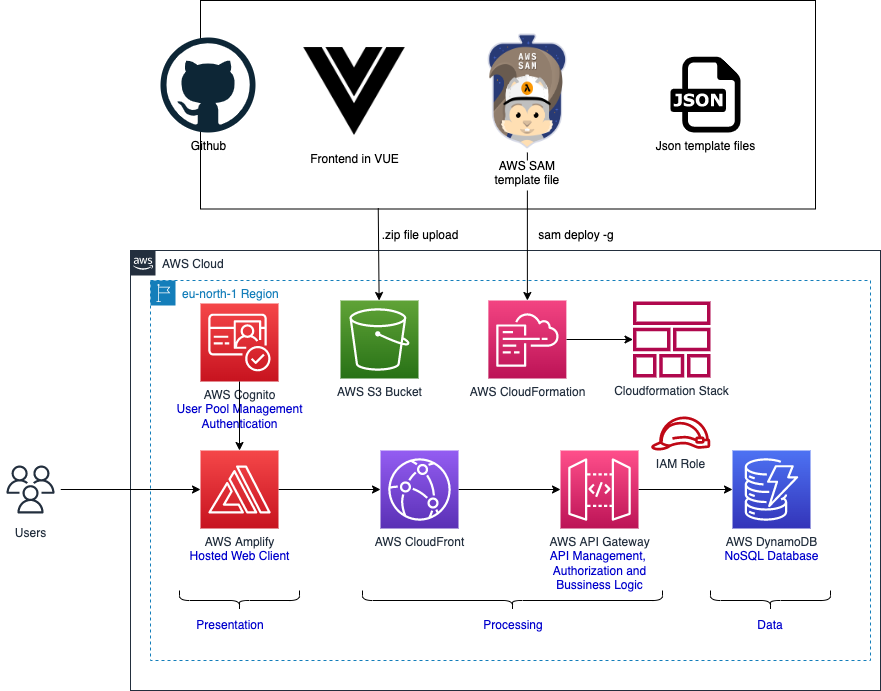 AWS
SAM
JSON
Github
Frontend in VUE
AWS SAM
template file
Json template files
.zip file upload
sam deploy -g
aws
AWS Cloud
eu-north-1 Region
AWS Cognito
User Pool Management
Authentication
AWS S3 Bucket
AWS CloudFormation
Cloudformation Stack
IAM Role
Users
AWS Amplify
Hosted Web Client
AWS CloudFront
</>
AWS API Gateway
API Management,
Authorization and
Bussiness Logic
AWS DynamoDB
NoSQL Database
Presentation
Processing
Data